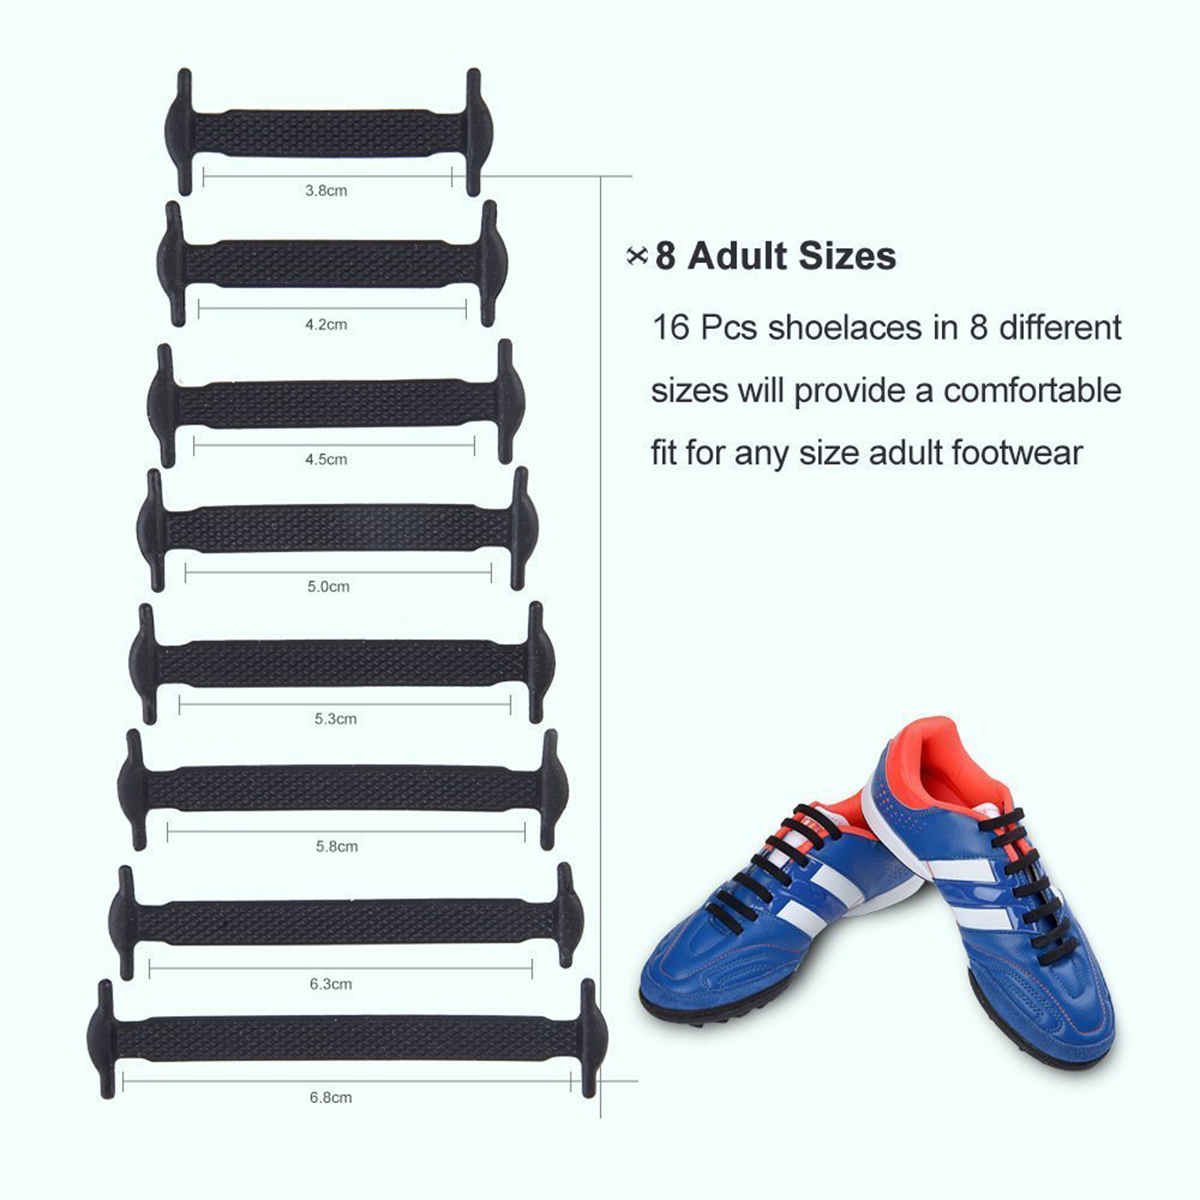 3.8cm
4.2cm
4.5cm
5.0cm
5.3cm
5.8cm
6.3cm
6.8cm
8 Adult Sizes
16 Pcs shoelaces in 8 different
sizes will provide a comfortable
fit for any size adult footwear